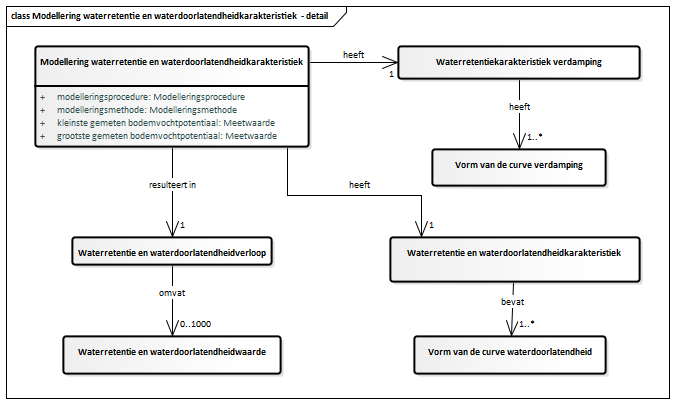 class Modellering waterretentie en waterdoorlatendheidkarakteristiek - detail
Modellering waterretentie en waterdoorlatendheidkarakteristiek
+ modelleringsprocedure: Modelleringsprocedure
+ modelleringsmethode: Modelleringsmethode
+ kleinste gemeten bodemvochtpotentiaal: Meetwaarde
+ grootste gemeten bodemvochtpotentiaal: Meetwaarde
heeft
1
Waterretentiekarakteristiek verdamping
heeft
1..*
Vorm van de curve verdamping
resulteert in
1
heeft
1
Waterretentie en waterdoorlatendheidverloop
Waterretentie en waterdoorlatendheidkarakteristiek
omvat
0..1000
bevat
1..*
Waterretentie en waterdoorlatendheidwaarde
Vorm van de curve waterdoorlatendheid